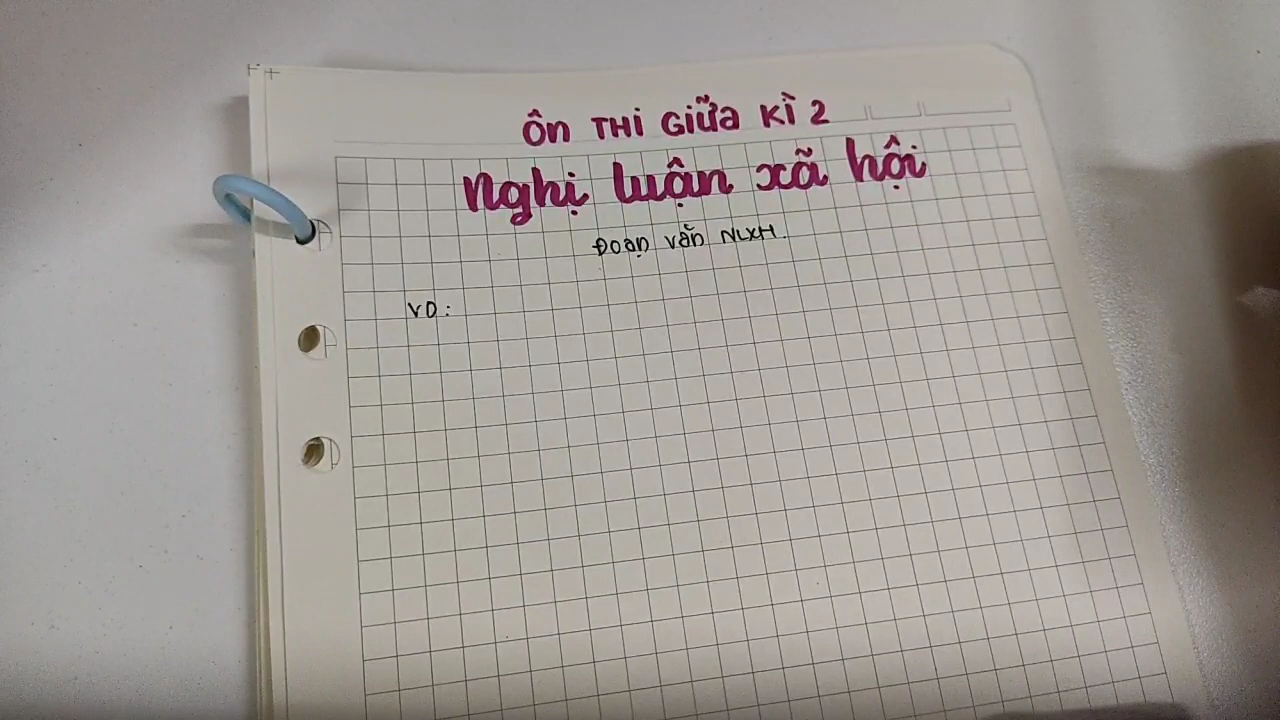 Ôn THi Giữa Kì 2
Nghị luận xã hội
Đoạn văn NLXH.
VD: